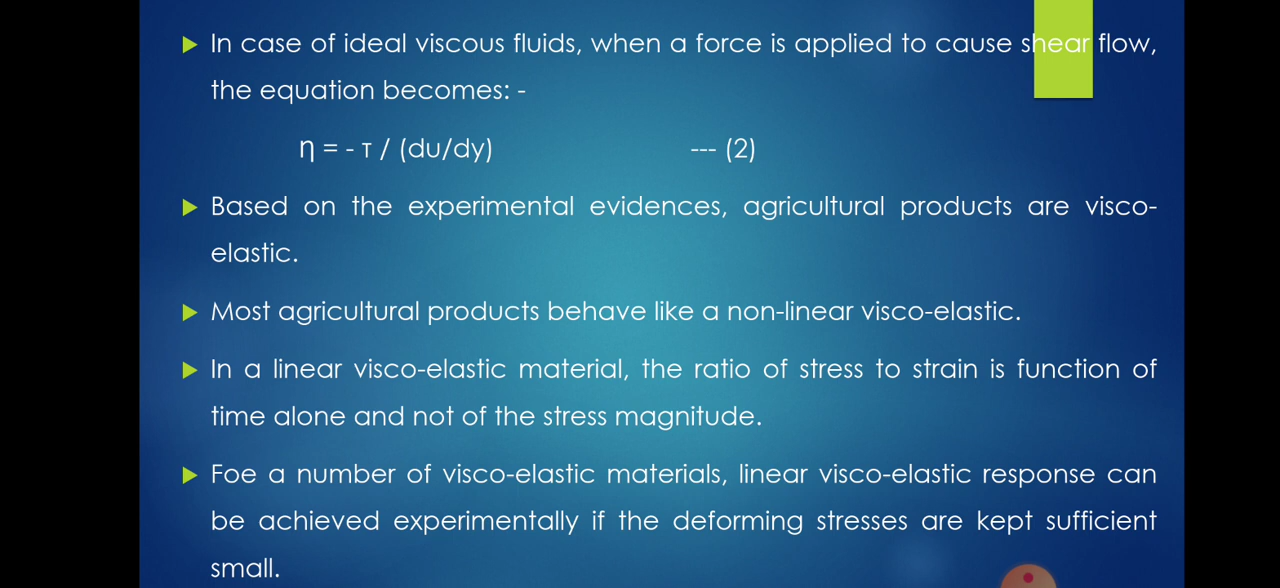 In case of ideal viscous fluids, when a force is applied to cause shear flow,
the equation becomes: -
η = - τ / (du/dy) --- (2)
Based on the experimental evidences, agricultural products are visco-
elastic.
Most agricultural products behave like a non-linear visco-elastic.
In a linear visco-elastic material, the ratio of stress to strain is function of
time alone and not of the stress magnitude.
Foe a number of visco-elastic materials, linear visco-elastic response can
be achieved experimentally if the deforming stresses are kept sufficient
small.